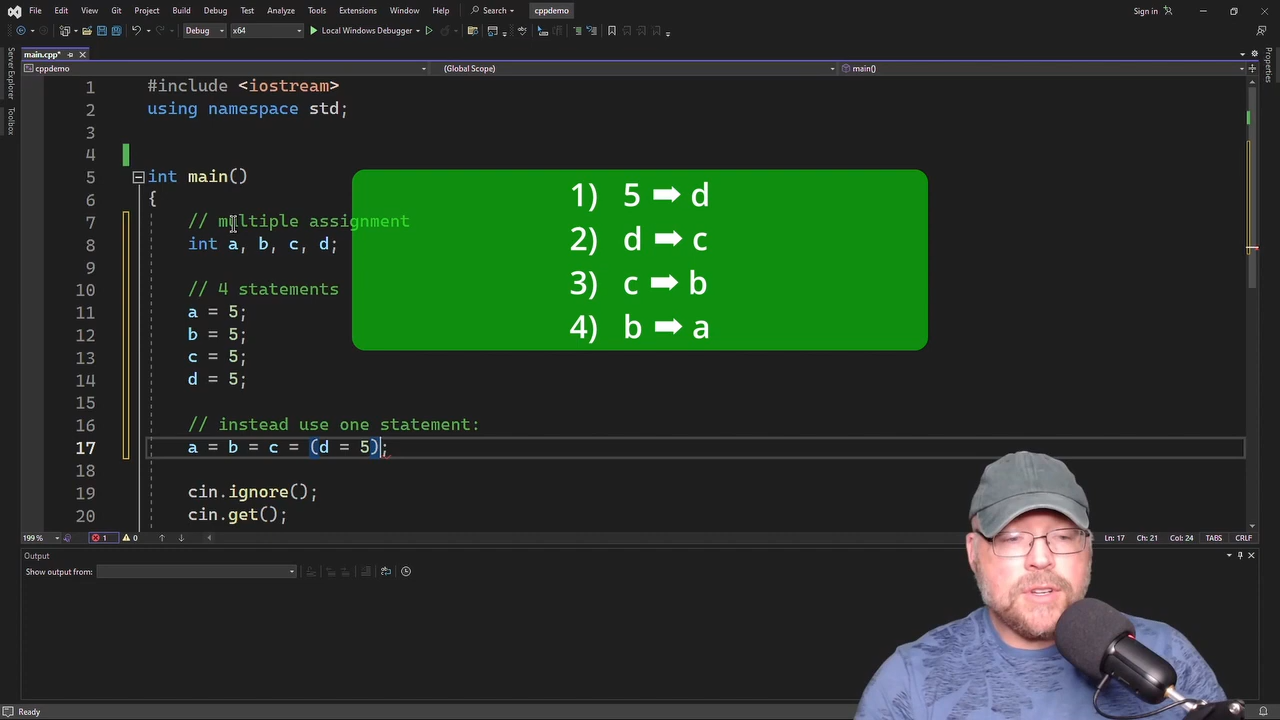 File Edit View Git Project Build Debug Test Analyze Tools Extensions Window Help Search cppdemo Sign in
Debug x64 Local Windows Debugger
main.cpp*
cppdemo (Global Scope) main()
Server Explorer
Toolbox
Properties
1 #include <iostream>
2 using namespace std;
3
4
5 int main()
6 {
7 // multiple assignment
8 int a, b, c, d;
9
10 // 4 statements
11 a = 5;
12 b = 5;
13 c = 5;
14 d = 5;
15
16 // instead use one statement:
17 a = b = c = (d = 5);
18
19 cin.ignore();
20 cin.get();
1) 5 ➡ d
2) d ➡ c
3) c ➡ b
4) b ➡ a
199 % 1 0 Ln: 17 Ch: 21 Col: 24 TABS CRLF
Output
Show output from:
Ready